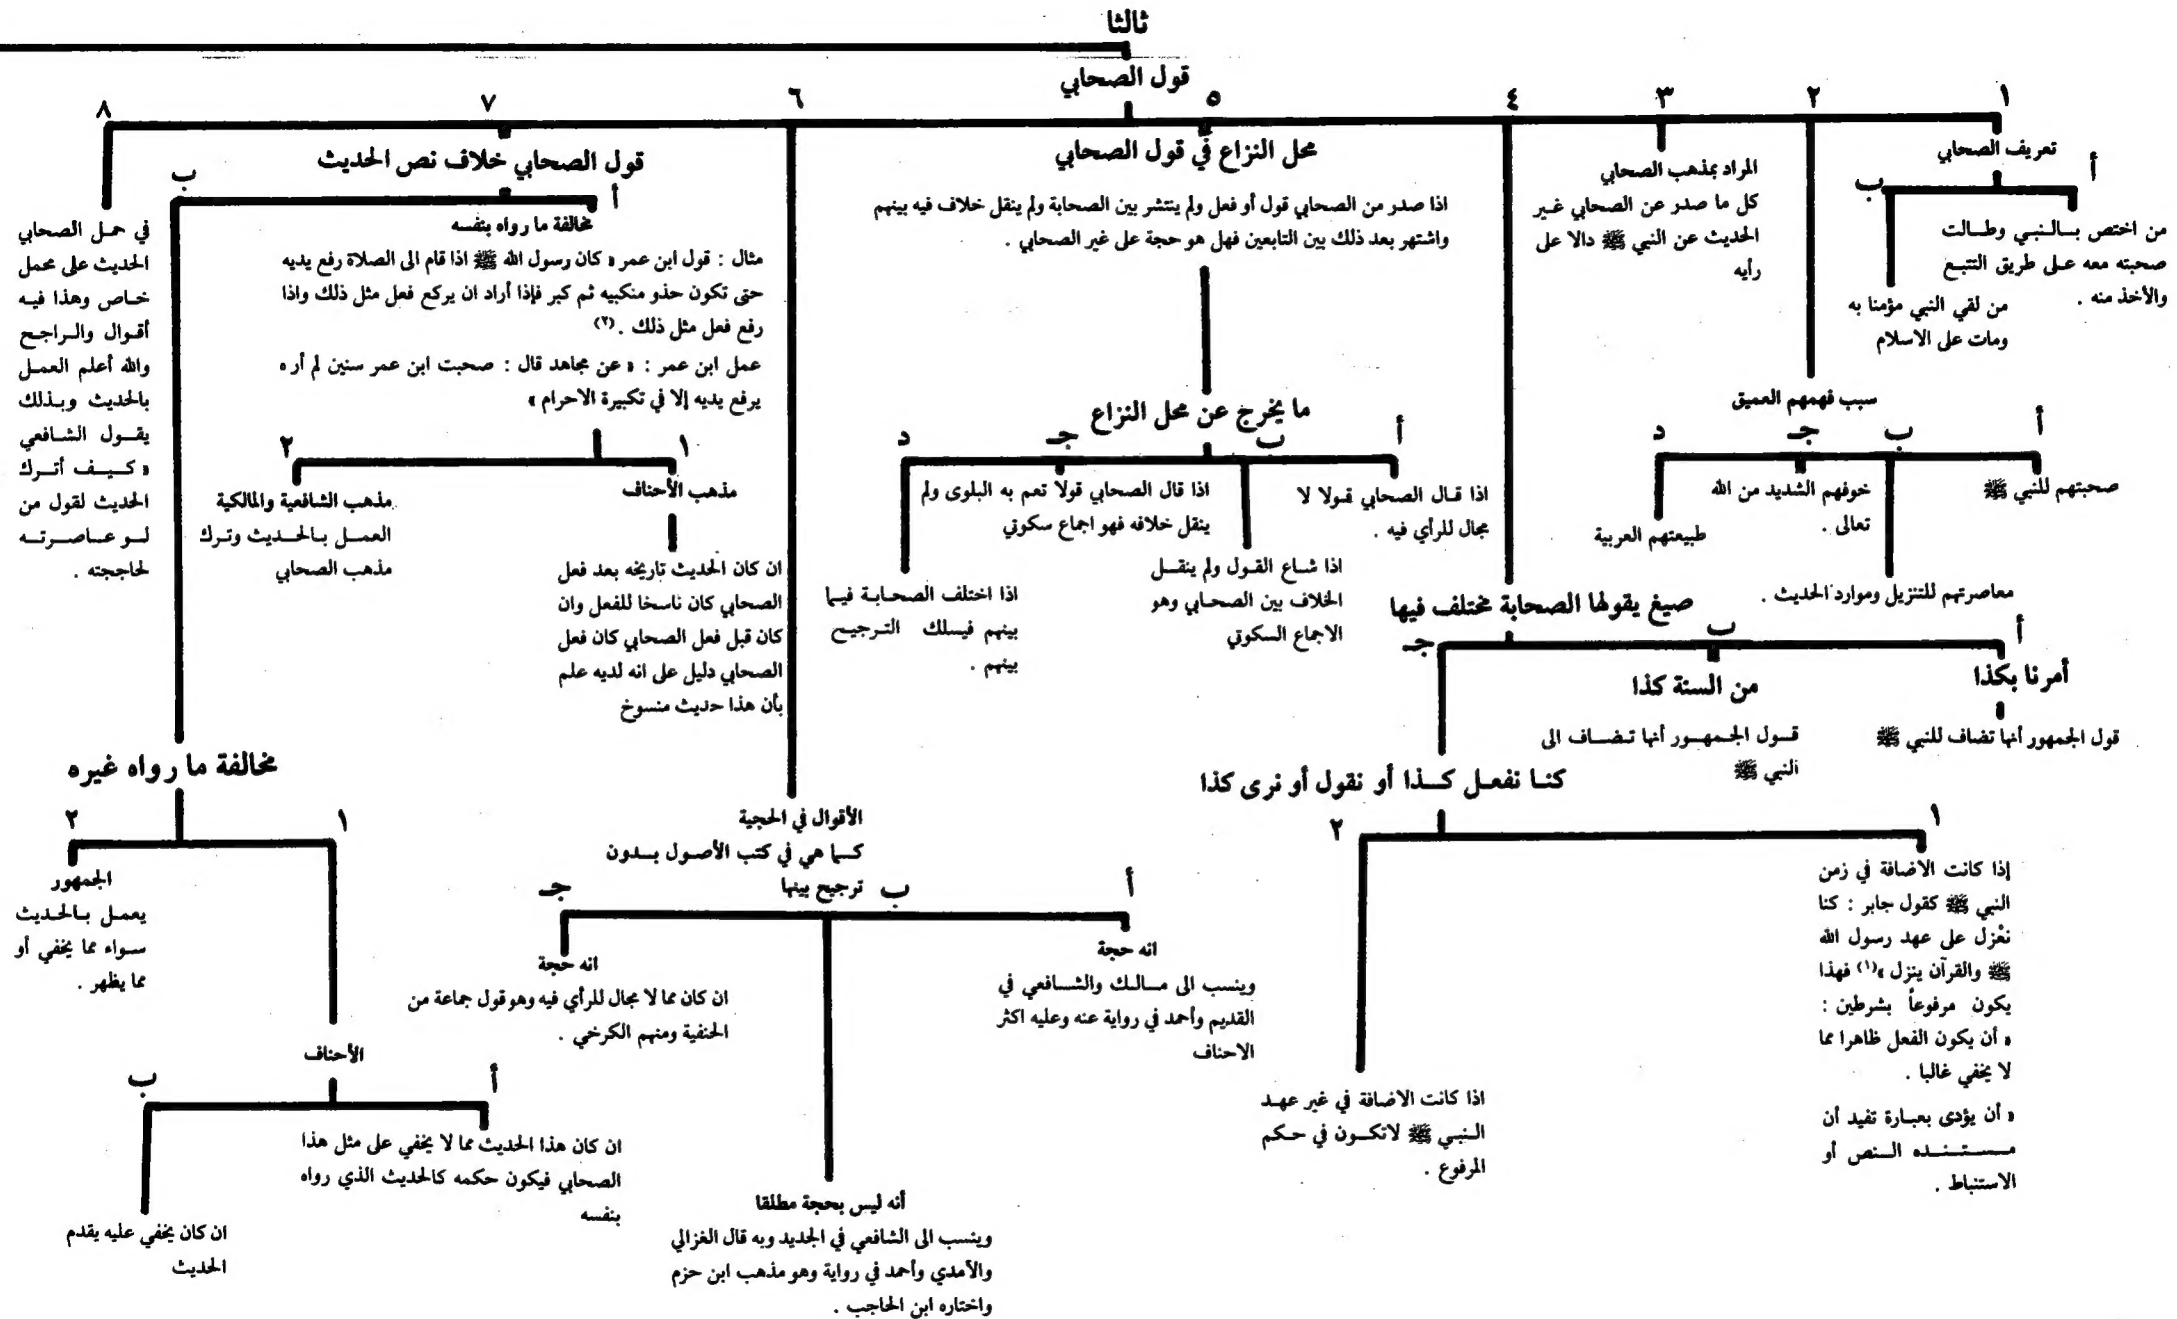 ثالثا
قول الصحابي
١
تعريف الصحابي
أ
من اختص بالنبي وطالت
صحبته معه على طريق التتبع
والأخذ منه .
ب
من لقي النبي مؤمنا به
ومات على الاسلام
٢
سبب فهمهم العميق
أ
صحبتهم للنبي ﷺ
ب
معاصرتهم للتنزيل وموارد الحديث .
جـ
خوفهم الشديد من الله
تعالى .
د
طبيعتهم العربية
٣
المراد بمذهب الصحابي
كل ما صدر عن الصحابي غير
الحديث عن النبي ﷺ دالا على
رأيه
٤
صيغ يقولها الصحابة مختلف فيها
أ
أمرنا بكذا
قول الجمهور أنها تضاف للنبي ﷺ
ب
من السنة كذا
قول الجمهور أنها تضاف الى
النبي ﷺ
جـ
كنا نفعل كذا أو نقول أو نرى كذا
١
إذا كانت الاضافة في زمن
النبي ﷺ كقول جابر : كنا
نعْزل على عهد رسول الله
ﷺ والقرآن ينزل »(١) فهذا
يكون مرفوعاً بشرطين :
« أن يكون الفعل ظاهرا مما
لا يخفي غالبا .
« أن يؤدى بعبارة تفيد أن
مستنده النص أو
الاستنباط .
٢
اذا كانت الاضافة في غير عهد
النبي ﷺ لاتكون في حكم
المرفوع .
٥
محل النزاع في قول الصحابي
اذا صدر من الصحابي قول أو فعل ولم ينتشر بين الصحابة ولم ينقل خلاف فيه بينهم
واشتهر بعد ذلك بين التابعين فهل هو حجة على غير الصحابي .
ما يخرج عن محل النزاع
أ
اذا قال الصحابي قولا لا
مجال للرأي فيه .
ب
اذا شاع القول ولم ينقل
الخلاف بين الصحابي وهو
الاجماع السكوتي
جـ
اذا قال الصحابي قولا تعم به البلوى ولم
ينقل خلافه فهو اجماع سكوتي
د
اذا اختلف الصحابة فيما
بينهم فيسلك الترجيح
بينهم .
٦
الأقوال في الحجية
كما هي في كتب الأصول بدون
ترجيح بينها
أ
انه حجة
وينسب الى مالك والشافعي في
القديم وأحمد في رواية عنه وعليه اكثر
الاحناف
ب
أنه ليس بحجة مطلقا
وينسب الى الشافعي في الجديد وبه قال الغزالي
والآمدي وأحمد في رواية وهو مذهب ابن حزم
واختاره ابن الحاجب .
جـ
انه حجة
ان كان مما لا مجال للرأي فيه وهو قول جماعة من
الحنفية ومنهم الكرخي .
٧
قول الصحابي خلاف نص الحديث
أ
مخالفة ما رواه بنفسه
مثال : قول ابن عمر « كان رسول الله ﷺ اذا قام الى الصلاة رفع يديه
حتى تكون حذو منكبيه ثم كبر فإذا أراد ان يركع فعل مثل ذلك واذا
رفع فعل مثل ذلك .(٢)
عمل ابن عمر : « عن مجاهد قال : صحبت ابن عمر سنين لم أره
يرفع يديه إلا في تكبيرة الاحرام »
١
مذهب الأحناف
ان كان الحديث تاريخه بعد فعل
الصحابي كان ناسخا للفعل وان
كان قبل فعل الصحابي كان فعل
الصحابي دليل على انه لديه علم
بأن هذا حديث منسوخ
٢
مذهب الشافعية والمالكية
العمل بالحديث وترك
مذهب الصحابي
ب
مخالفة ما رواه غيره
١
الأحناف
أ
ان كان هذا الحديث مما لا يخفي على مثل هذا
الصحابي فيكون حكمه كالحديث الذي رواه
بنفسه
ب
ان كان يخفي عليه يقدم
الحديث
٢
الجمهور
يعمل بالحديث
سواء مما يخفي أو
مما يظهر .
٨
في حمل الصحابي
الحديث على محمل
خاص وهذا فيه
أقوال والراجح
والله أعلم العمل
بالحديث وبذلك
يقول الشافعي
« كيف أترك
الحديث لقول من
لو عاصرته
لحاججته .